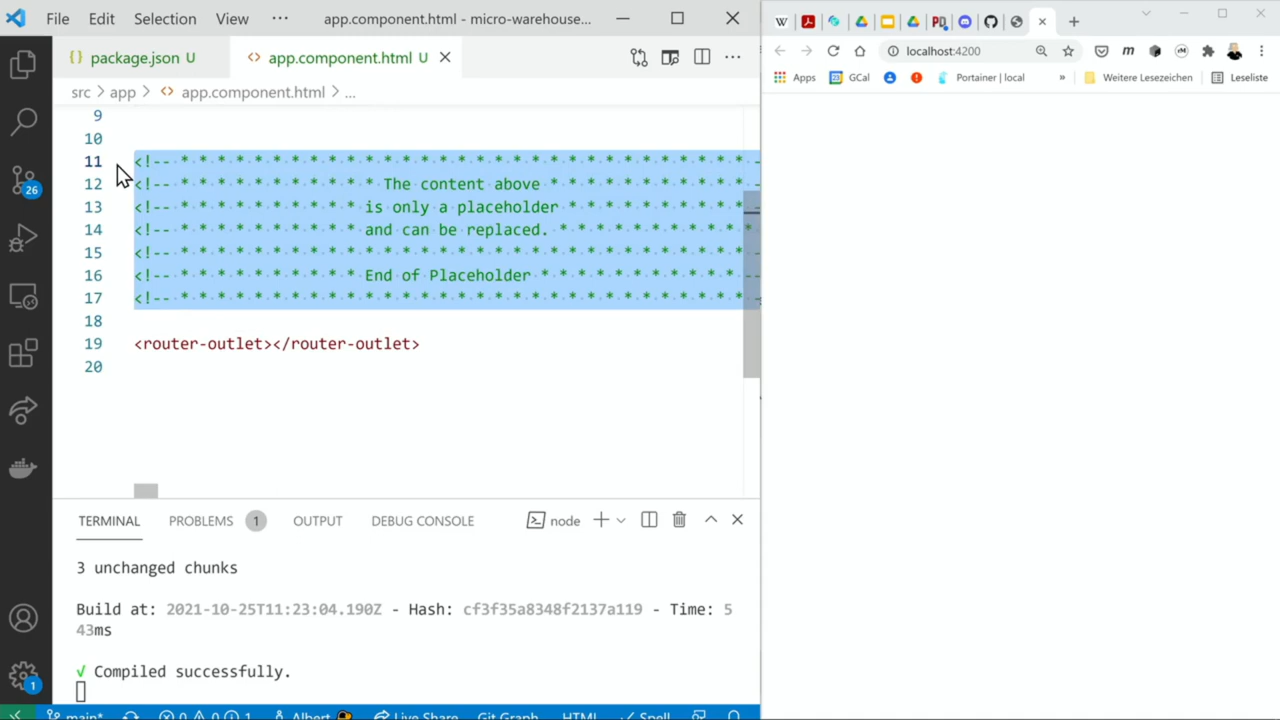 File Edit Selection View ··· app.component.html - micro-warehouse...
package.json U
app.component.html U
src > app > app.component.html > ...
9
10
11 <!-- * * * * * * * * * * * * * * * * * * * * * * * * * * * * * * * -
12 <!-- * * * * * * * * * * * The content above * * * * * * * * * * * -
13 <!-- * * * * * * * * * * is only a placeholder * * * * * * * * * * -
14 <!-- * * * * * * * * * * and can be replaced. * * * * * * * * * * *
15 <!-- * * * * * * * * * * * * * * * * * * * * * * * * * * * * * * * -
16 <!-- * * * * * * * * * * End of Placeholder * * * * * * * * * * * --
17 <!-- * * * * * * * * * * * * * * * * * * * * * * * * * * * * * * * -
18
19 <router-outlet></router-outlet>
20
26
1
TERMINAL PROBLEMS 1 OUTPUT DEBUG CONSOLE node
3 unchanged chunks
Build at: 2021-10-25T11:23:04.190Z - Hash: cf3f35a8348f2137a119 - Time: 5
43ms
√ Compiled successfully.
main* 0 0 1 Albert Live Share Git Graph HTML Spell
W PD
localhost:4200
Apps GCal Portainer | local » Weitere Lesezeichen Leseliste